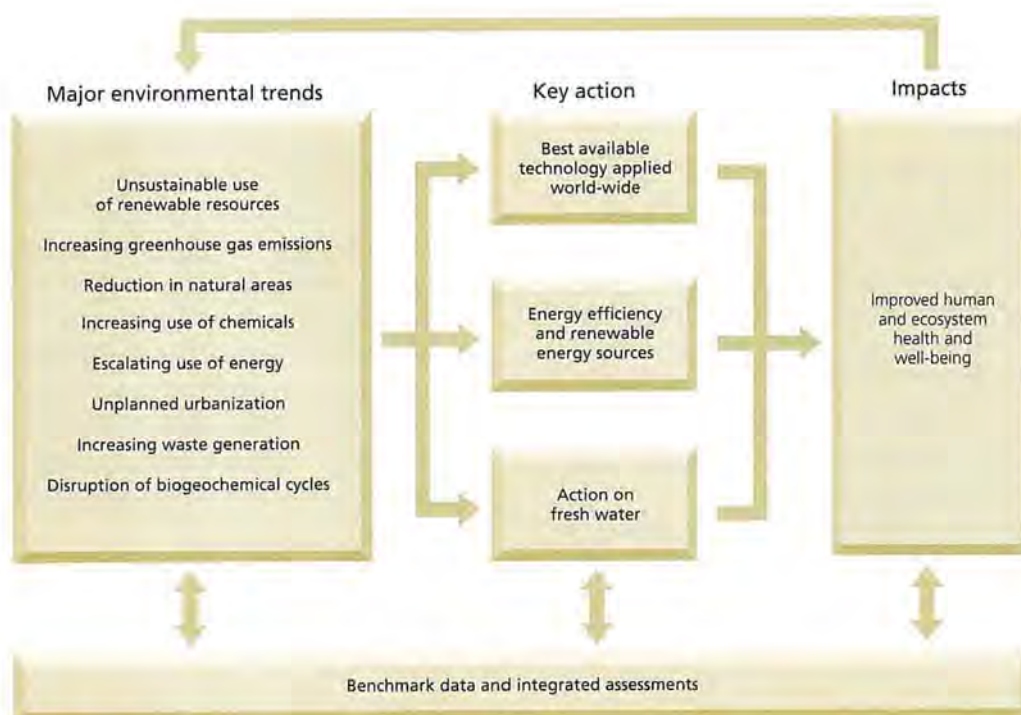 Major environmental trends
Unsustainable use
of renewable resources
Increasing greenhouse gas emissions
Reduction in natural areas
Increasing use of chemicals
Escalating use of energy
Unplanned urbanization
Increasing waste generation
Disruption of biogeochemical cycles
Key action
Best available
technology applied
world-wide
Energy efficiency
and renewable
energy sources
Action on
fresh water
Impacts
Improved human
and ecosystem
health and
well-being
Benchmark data and integrated assessments